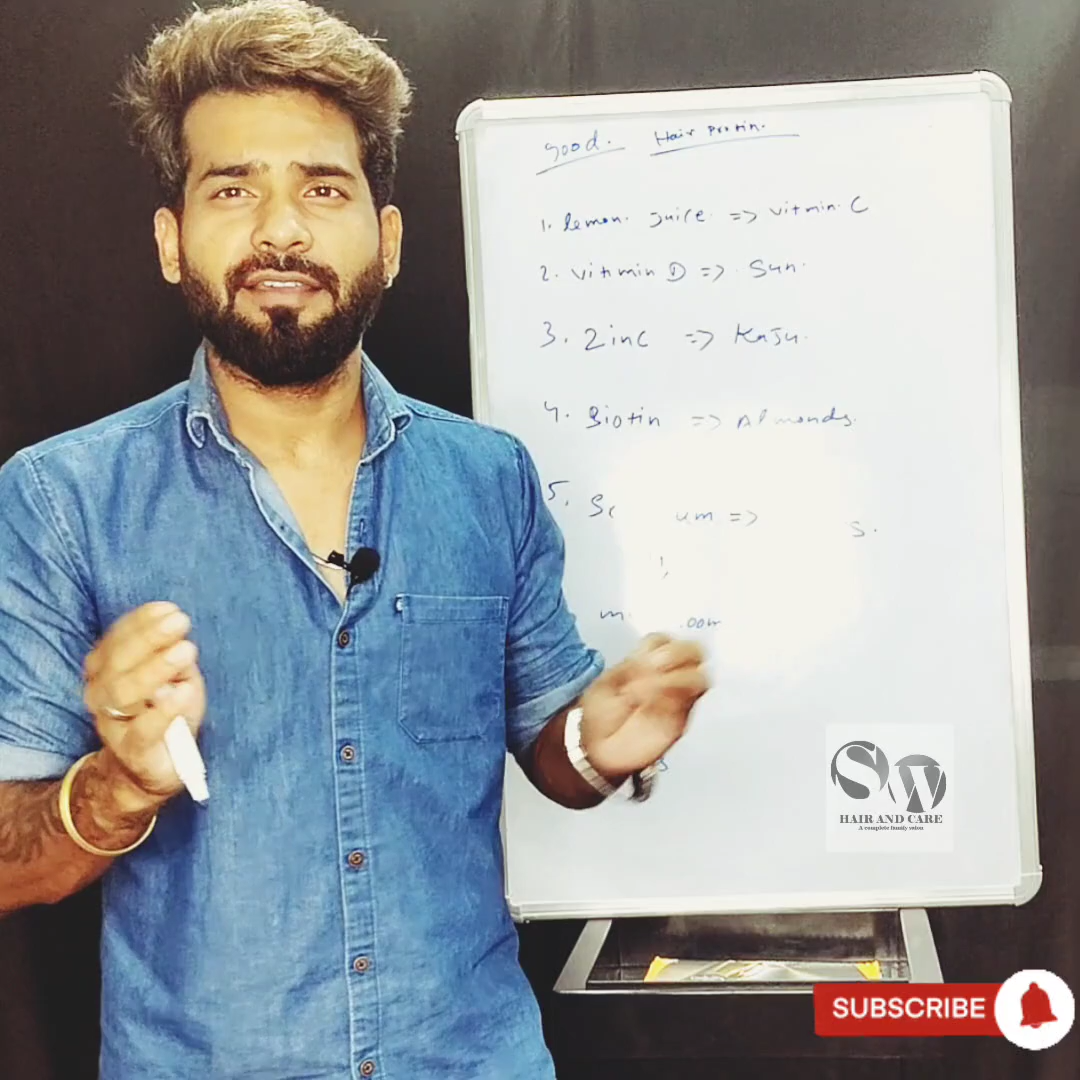 good. Hair Protin.
1. lemon. Juice. => Vitmin. C
2. Vitmin D => Sun.
3. Zinc => Kaju.
4. Biotin => Almonds.
5. => s.
SW
HAIR AND CARE
A complete family salon
SUBSCRIBE